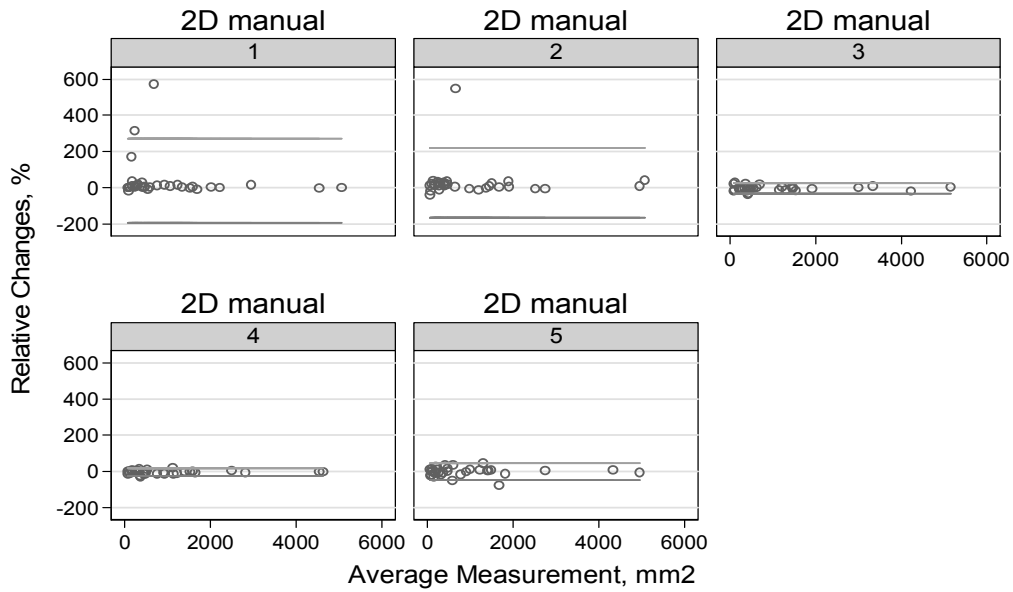 2D manual 2D manual 2D manual
1 2 3
600
400
200
0
-200
0 2000 4000 6000
2D manual 2D manual
4 5
600
400
200
0
-200
0 2000 4000 6000 0 2000 4000 6000
Relative Changes, %
Average Measurement, mm2